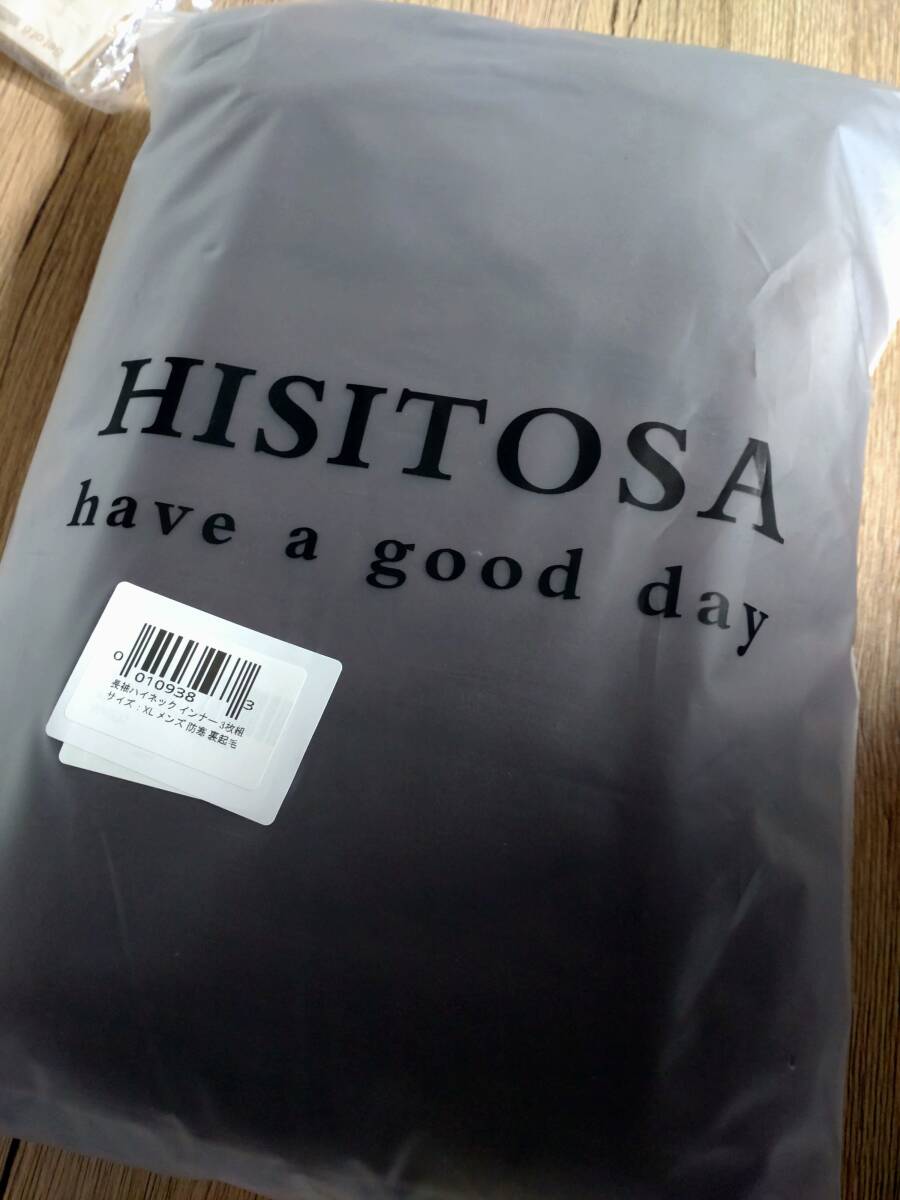 HISITOSA
have a good day
0 010938 3
長袖ハイネック インナー 3枚組
サイズ：XL メンズ 防塞 裏起毛